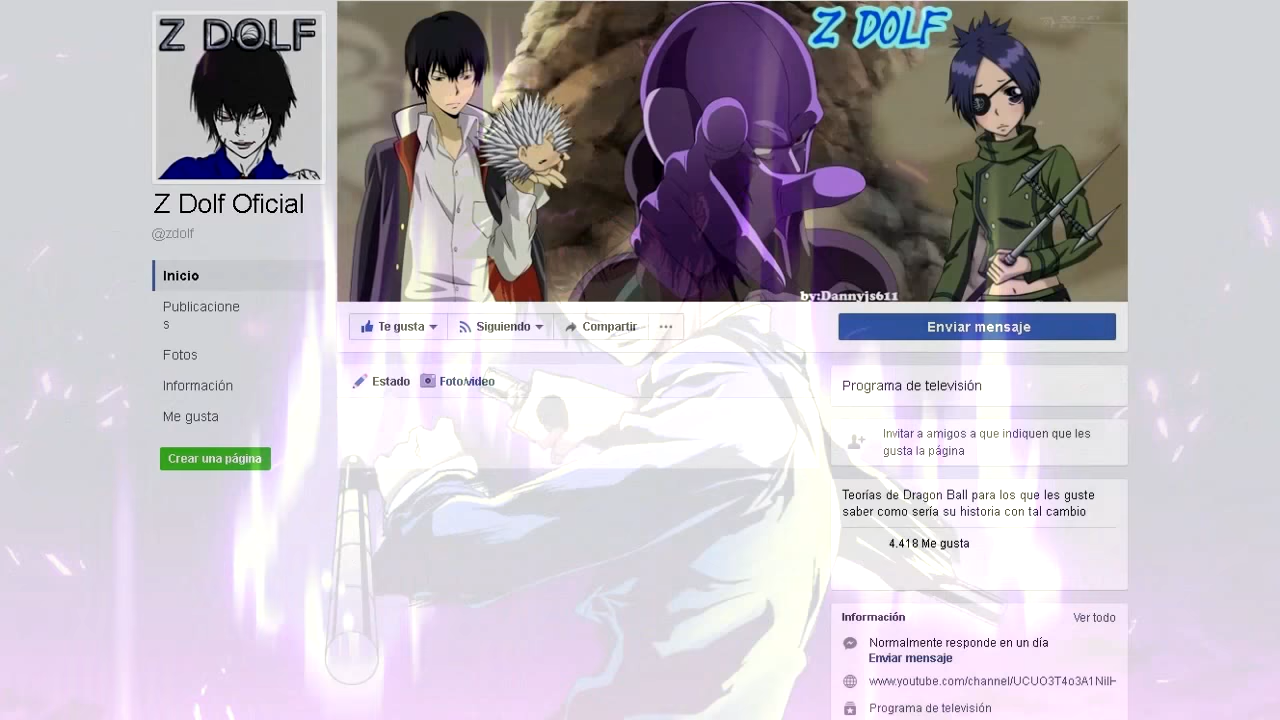 Z DOLF
Z DOLF
by:Dannyjs611
Z Dolf Oficial
@zdolf
Inicio
Publicacione
s
Fotos
Información
Me gusta
Crear una página
Te gusta
Siguiendo
Compartir
Enviar mensaje
Estado
Foto/video
Programa de televisión
Invitar a amigos a que indiquen que les
gusta la página
Teorías de Dragon Ball para los que les guste
saber como sería su historia con tal cambio
4.418 Me gusta
Información
Ver todo
Normalmente responde en un día
Enviar mensaje
Programa de televisión